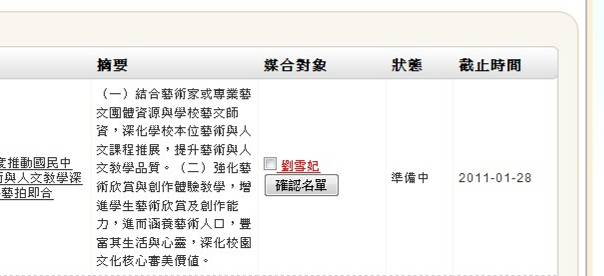 摘要 媒合對象 狀態 截止時間
（一）結合藝術家或專業藝
文團體資源與學校藝文師
資，深化學校本位藝術與人
文課程推展，提升藝術與人
文教學品質。（二）強化藝
術欣賞與創作體驗教學，增
進學生藝術欣賞及創作能
力，進而涵養藝術人口，豐
富其生活與心靈，深化校園
文化核心審美價值。
度推動國民中
術與人文教學深
藝拍即合
劉雪妃
確認名單
準備中
2011-01-28